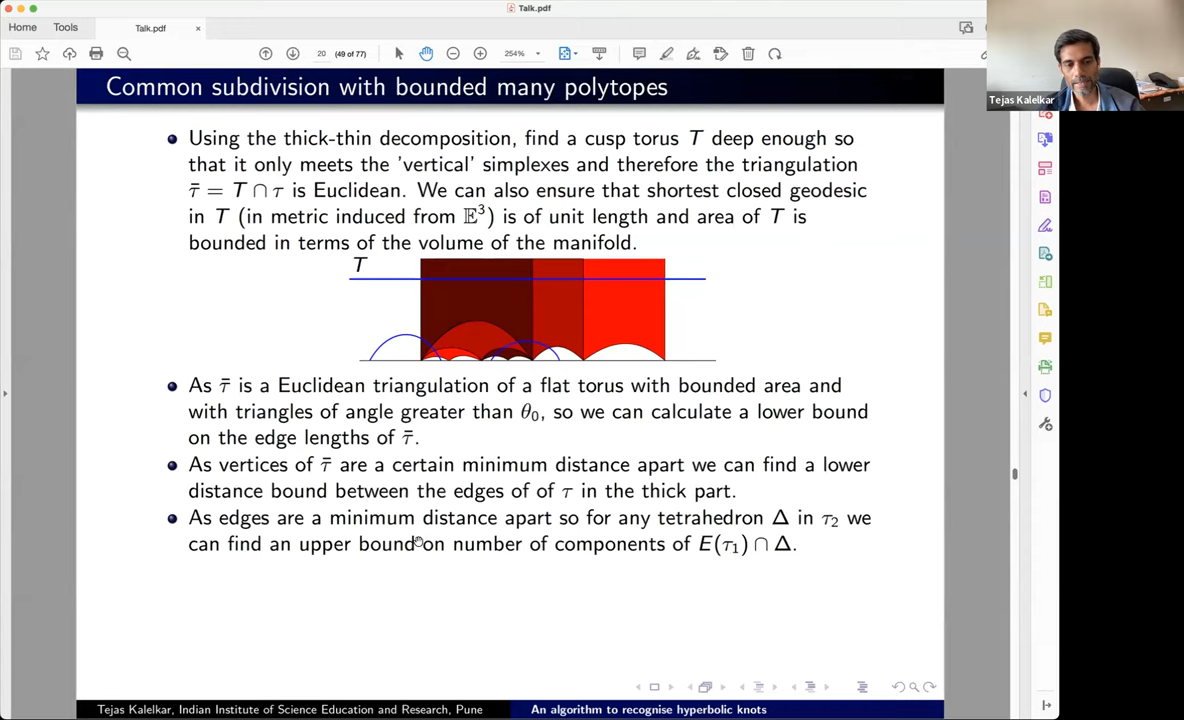 Talk.pdf
Home Tools Talk.pdf ×
20 (49 of 77) 254%
Tejas Kalelkar
Common subdivision with bounded many polytopes
Using the thick-thin decomposition, find a cusp torus T deep enough so
that it only meets the 'vertical' simplexes and therefore the triangulation
τ̄ = T ∩ τ is Euclidean. We can also ensure that shortest closed geodesic
in T (in metric induced from 𝔼³) is of unit length and area of T is
bounded in terms of the volume of the manifold.
T
As τ̄ is a Euclidean triangulation of a flat torus with bounded area and
with triangles of angle greater than θ₀, so we can calculate a lower bound
on the edge lengths of τ̄.
As vertices of τ̄ are a certain minimum distance apart we can find a lower
distance bound between the edges of of τ in the thick part.
As edges are a minimum distance apart so for any tetrahedron Δ in τ₂ we
can find an upper bound on number of components of E(τ₁) ∩ Δ.
Tejas Kalelkar, Indian Institute of Science Education and Research, Pune An algorithm to recognise hyperbolic knots